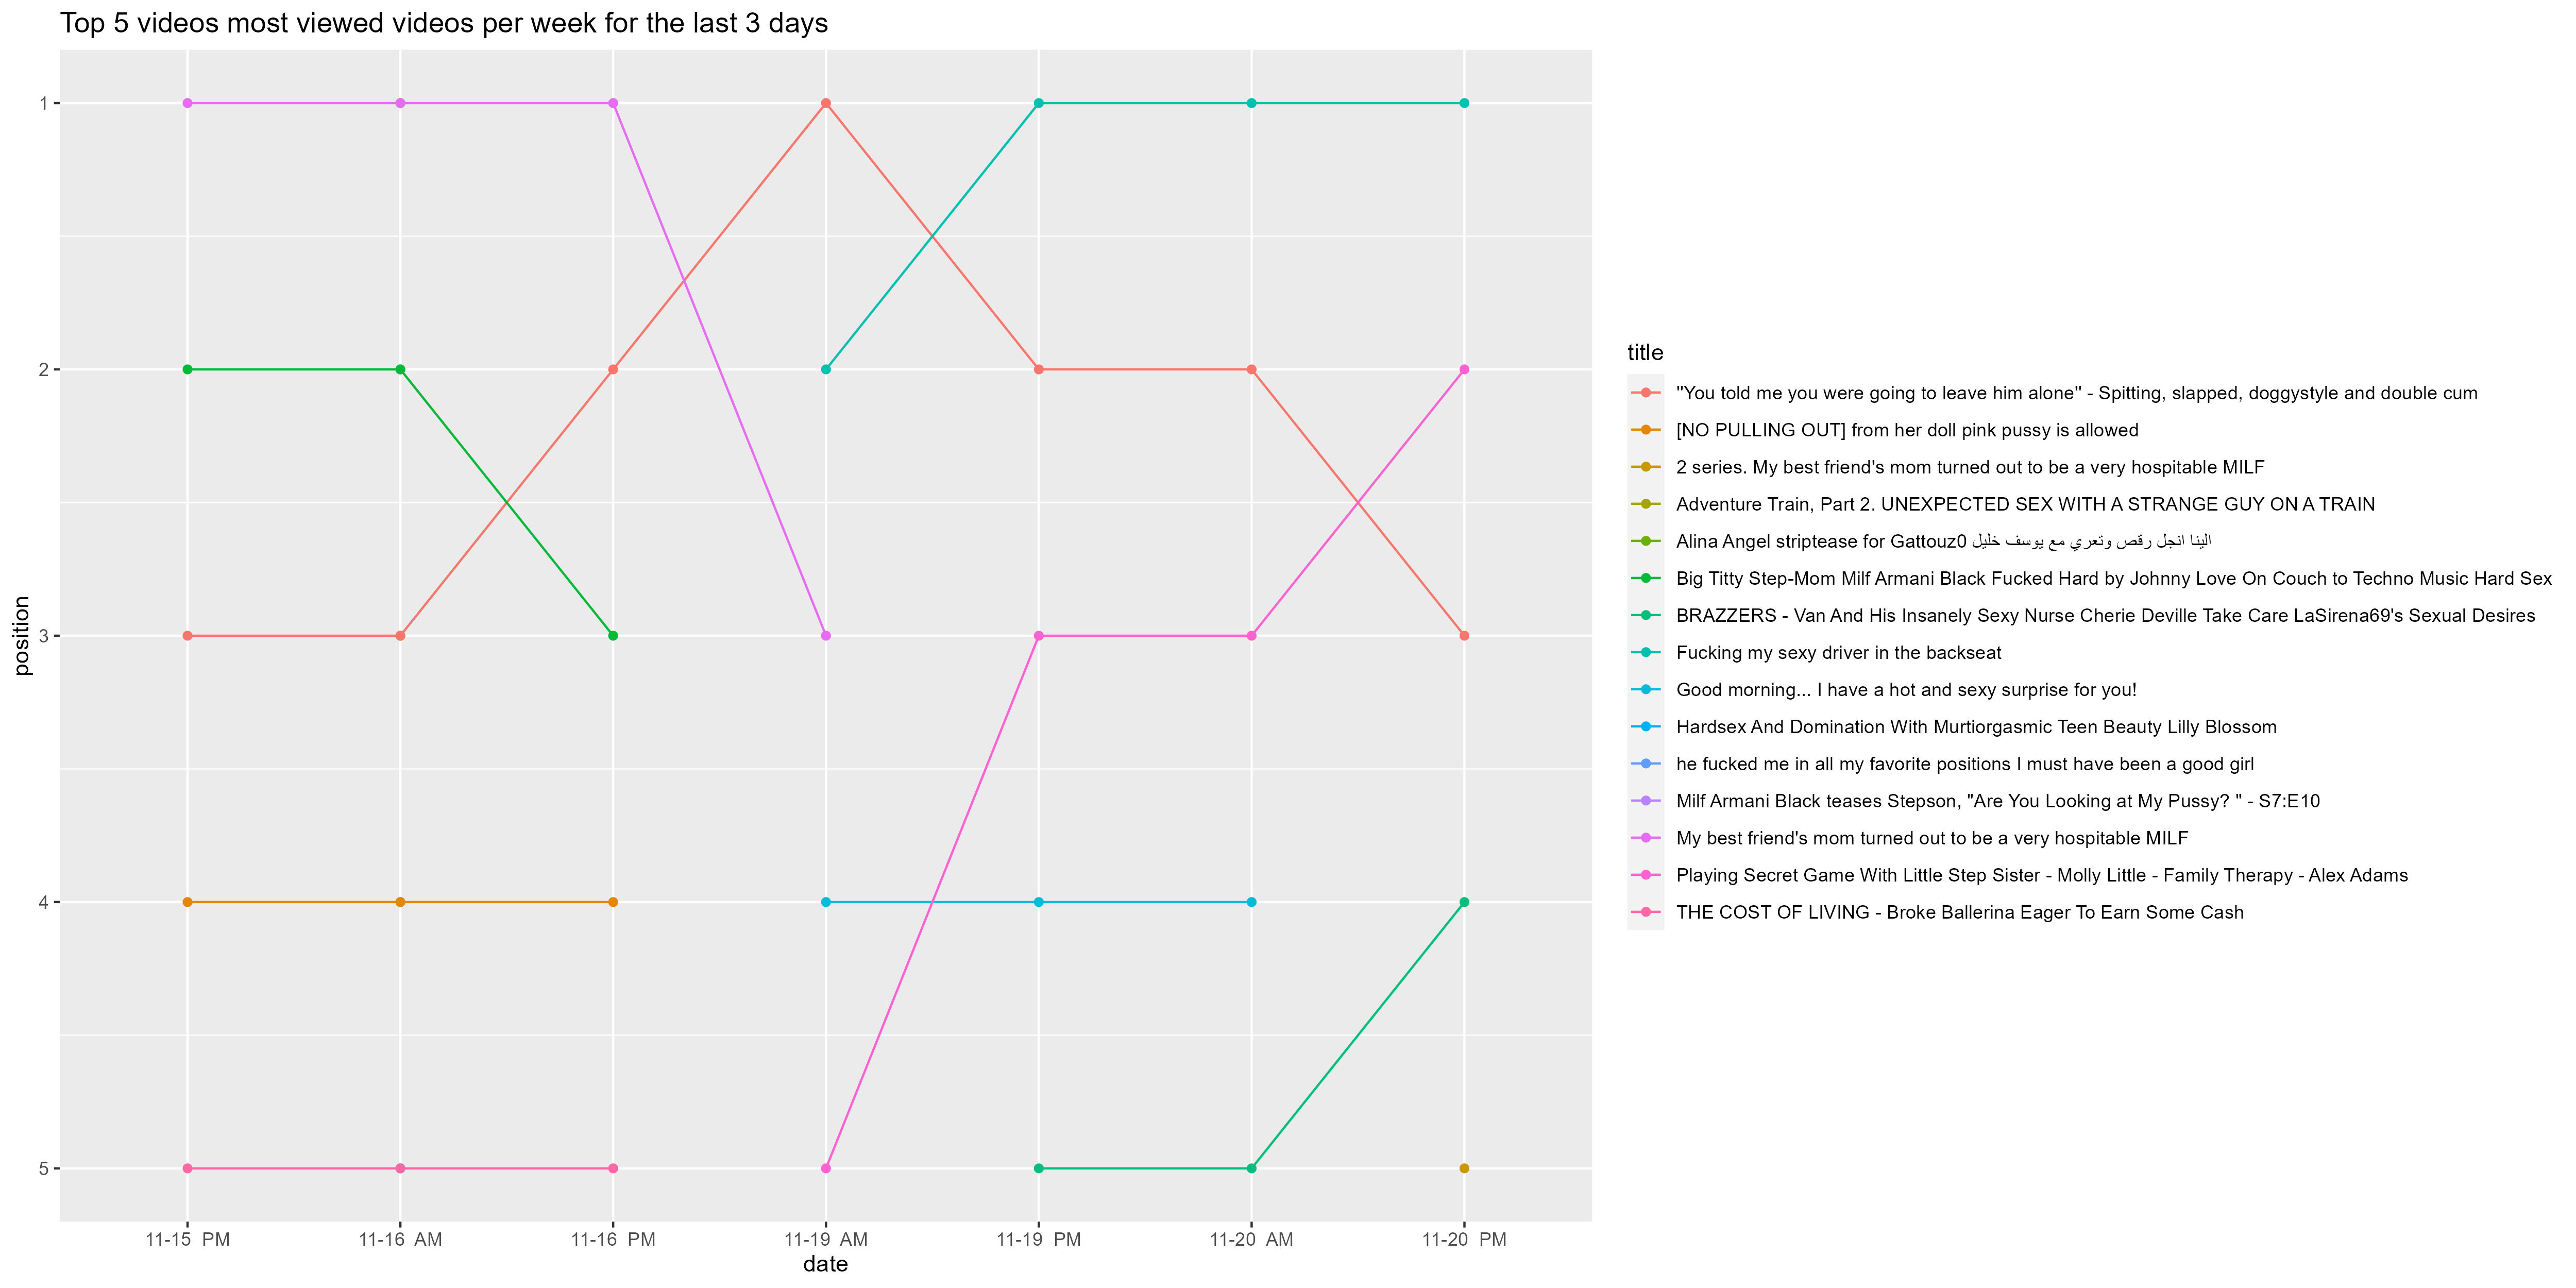 Top 5 videos most viewed videos per week for the last 3 days
position
1
2
3
4
5
11-15 PM
11-16 AM
11-16 PM
11-19 AM
11-19 PM
11-20 AM
11-20 PM
date
title
"You told me you were going to leave him alone" - Spitting, slapped, doggystyle and double cum
[NO PULLING OUT] from her doll pink pussy is allowed
2 series. My best friend's mom turned out to be a very hospitable MILF
Adventure Train, Part 2. UNEXPECTED SEX WITH A STRANGE GUY ON A TRAIN
Alina Angel striptease for Gattouz0 الينا انجل رقص وتعري مع يوسف خليل
Big Titty Step-Mom Milf Armani Black Fucked Hard by Johnny Love On Couch to Techno Music Hard Sex
BRAZZERS - Van And His Insanely Sexy Nurse Cherie Deville Take Care LaSirena69's Sexual Desires
Fucking my sexy driver in the backseat
Good morning... I have a hot and sexy surprise for you!
Hardsex And Domination With Murtiorgasmic Teen Beauty Lilly Blossom
he fucked me in all my favorite positions I must have been a good girl
Milf Armani Black teases Stepson, "Are You Looking at My Pussy? " - S7:E10
My best friend's mom turned out to be a very hospitable MILF
Playing Secret Game With Little Step Sister - Molly Little - Family Therapy - Alex Adams
THE COST OF LIVING - Broke Ballerina Eager To Earn Some Cash